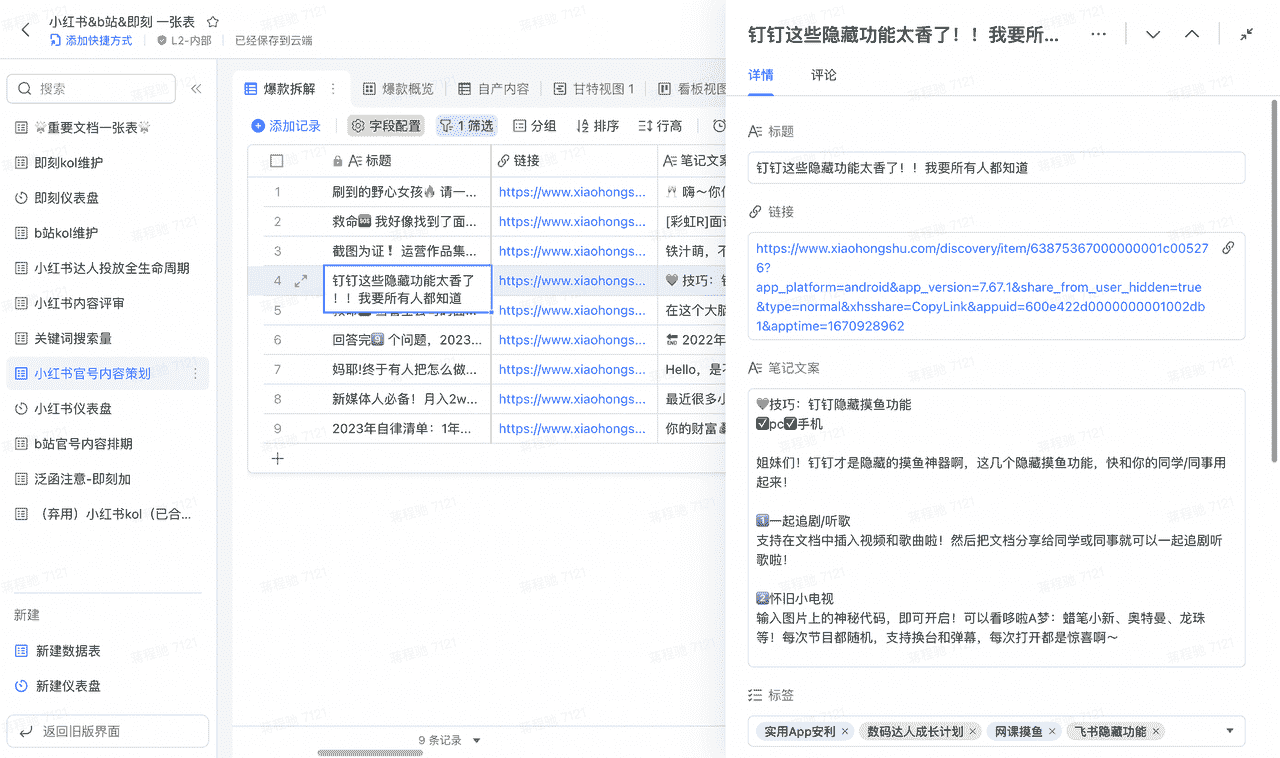 小红书&b站&即刻 一张表
添加快捷方式
L2-内部
已经保存到云端
搜索
重要文档一张表
即刻kol维护
即刻仪表盘
b站kol维护
小红书达人投放全生命周期
小红书内容评审
关键词搜索量
小红书官号内容策划
小红书仪表盘
b站官号内容排期
泛函注意-即刻加
（弃用）小红书kol（已合...
新建
新建数据表
新建仪表盘
返回旧版界面
爆款拆解
爆款概览
自产内容
甘特视图 1
看板视图
添加记录
字段配置
1 筛选
分组
排序
行高
标题
链接
笔记文案
1 刷到的野心女孩🔥 请一... https://www.xiaohongs... 🥂 嗨～你们
2 救命🆘 我好像找到了面... https://www.xiaohongs... [彩虹R]面试
3 截图为证！运营作品集... https://www.xiaohongs... 铁汁萌，不
4 钉钉这些隐藏功能太香了 https://www.xiaohongs... 🖤 技巧：钉
！！我要所有人都知道
5 https://www.xiaohongs... 在这个大脑
6 回答完9️⃣ 个问题，2023... https://www.xiaohongs... 🔚 2022年
7 妈耶!终于有人把怎么做... https://www.xiaohongs... Hello，是不
8 新媒体人必备！月入2w... https://www.xiaohongs... 最近很多小
9 2023年自律清单：1年... https://www.xiaohongs... 你的财富
9 条记录
钉钉这些隐藏功能太香了！！我要所...
详情
评论
标题
钉钉这些隐藏功能太香了！！我要所有人都知道
链接
https://www.xiaohongshu.com/discovery/item/63875367000000001c00527
6?
app_platform=android&app_version=7.67.1&share_from_user_hidden=true
&type=normal&xhsshare=CopyLink&appuid=600e422d0000000001002db
1&apptime=1670928962
笔记文案
🖤技巧：钉钉隐藏摸鱼功能
☑️pc☑️手机
姐妹们！钉钉才是隐藏的摸鱼神器啊，这几个隐藏摸鱼功能，快和你的同学/同事用
起来！
1️⃣一起追剧/听歌
支持在文档中插入视频和歌曲啦！然后把文档分享给同学或同事就可以一起追剧听
歌啦！
2️⃣怀旧小电视
输入图片上的神秘代码，即可开启！可以看哆啦A梦：蜡笔小新、奥特曼、龙珠
等！每次节目都随机，支持换台和弹幕，每次打开都是惊喜啊～
标签
实用App安利 ×
数码达人成长计划 ×
网课摸鱼 ×
飞书隐藏功能 ×